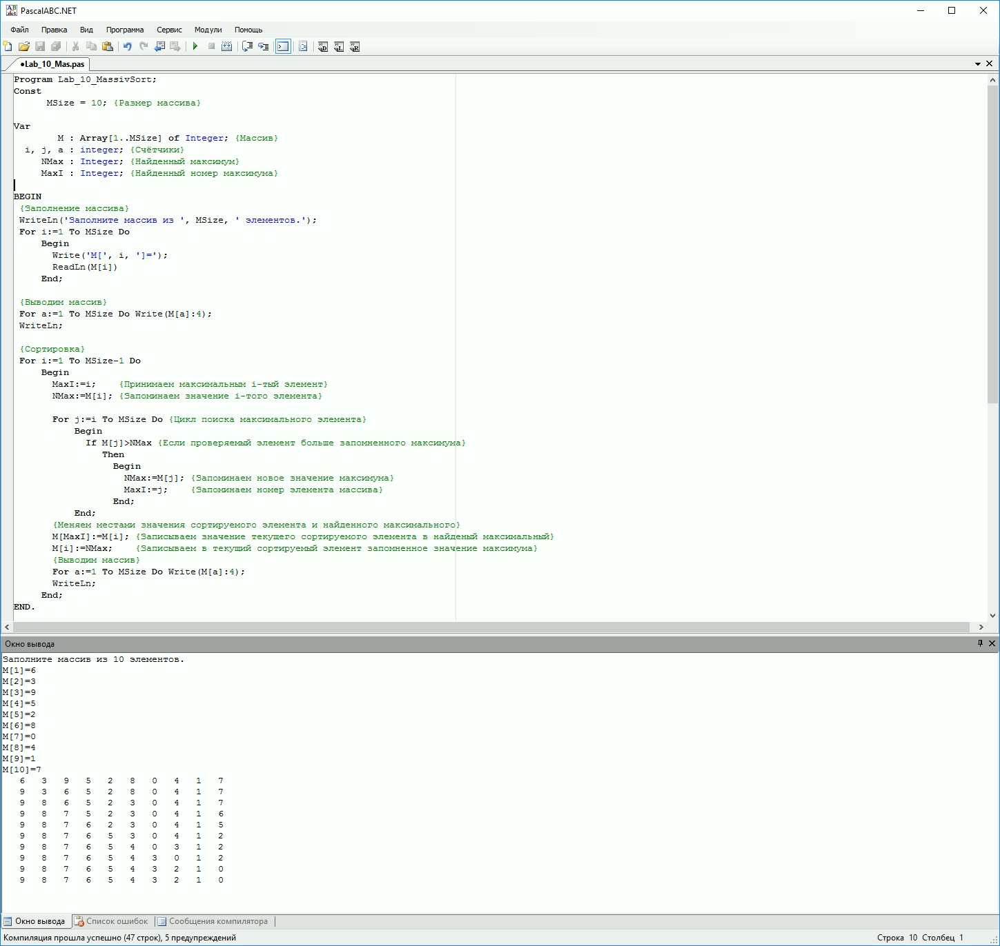 PascalABC.NET
Файл Правка Вид Программа Сервис Модули Помощь
•Lab_10_Mas.pas
Program Lab_10_MassivSort;
Const
      MSize = 10; {Размер массива}
Var
        M : Array[1..MSize] of Integer; {Массив}
  i, j, a : integer; {Счётчики}
     NMax : Integer; {Найденный максимум}
     MaxI : Integer; {Найденный номер максимума}
BEGIN
 {Заполнение массива}
 WriteLn('Заполните массив из ', MSize, ' элементов.');
 For i:=1 To MSize Do
     Begin
       Write('M[', i, ']=');
       ReadLn(M[i])
     End;
 {Выводим массив}
 For a:=1 To MSize Do Write(M[a]:4);
 WriteLn;
 {Сортировка}
 For i:=1 To MSize-1 Do
     Begin
       MaxI:=i;    {Принимаем максимальным i-тый элемент}
       NMax:=M[i]; {Запоминаем значение i-того элемента}
       For j:=i To MSize Do {Цикл поиска максимального элемента}
           Begin
             If M[j]>NMax {Если проверяемый элемент больше запомненного максимума}
                Then
                  Begin
                    NMax:=M[j]; {Запоминаем новое значение максимума}
                    MaxI:=j;    {Запоминаем номер элемента массива}
                  End;
           End;
       {Меняем местами значения сортируемого элемента и найденного максимального}
       M[MaxI]:=M[i]; {Записываем значение текущего сортируемого элемента в найденый максимальный}
       M[i]:=NMax;    {Записываем в текущий сортируемый элемент запомненное значение максимума}
       {Выводим массив}
       For a:=1 To MSize Do Write(M[a]:4);
       WriteLn;
     End;
END.
Окно вывода
Заполните массив из 10 элементов.
M[1]=6
M[2]=3
M[3]=9
M[4]=5
M[5]=2
M[6]=8
M[7]=0
M[8]=4
M[9]=1
M[10]=7
   6   3   9   5   2   8   0   4   1   7
   9   3   6   5   2   8   0   4   1   7
   9   8   6   5   2   3   0   4   1   7
   9   8   7   5   2   3   0   4   1   6
   9   8   7   6   2   3   0   4   1   5
   9   8   7   6   5   3   0   4   1   2
   9   8   7   6   5   4   0   3   1   2
   9   8   7   6   5   4   3   0   1   2
   9   8   7   6   5   4   3   2   1   0
   9   8   7   6   5   4   3   2   1   0
Окно вывода Список ошибок Сообщения компилятора
Компиляция прошла успешно (47 строк), 5 предупреждений Строка 10 Столбец 1